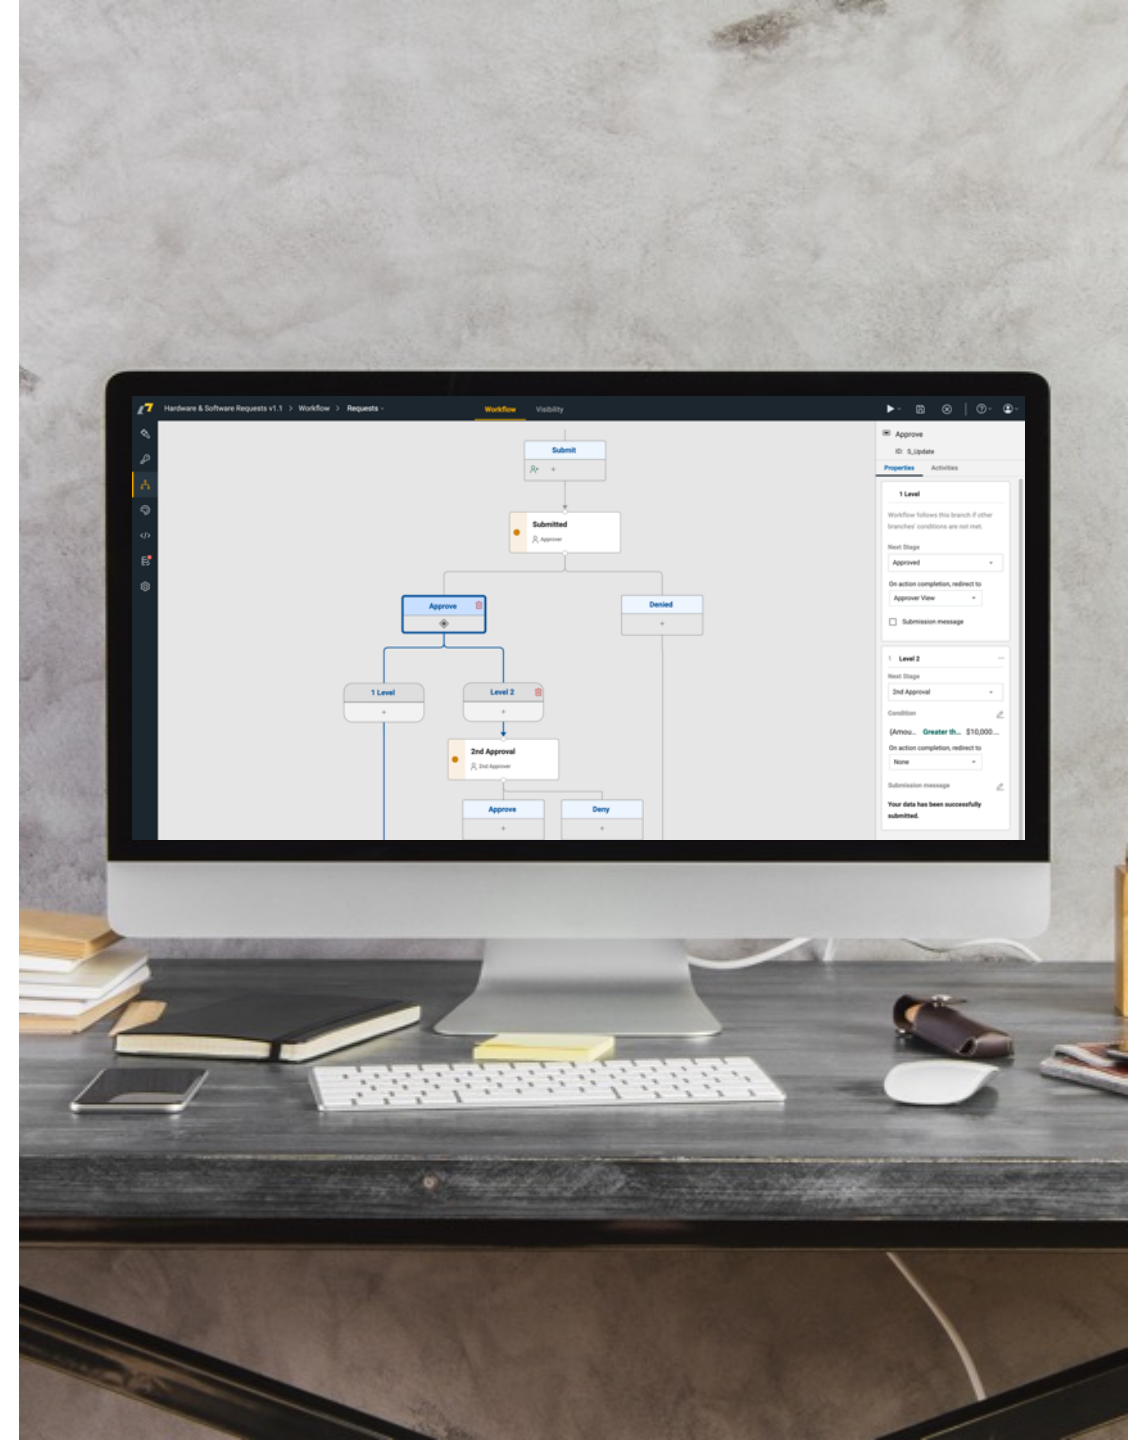 Hardware & Software Requests v1.1 > Workflow > Requests
Workflow
Visibility
Submit
Submitted
Approver
Approve
Denied
1 Level
Level 2
2nd Approval
2nd Approver
Approve
Deny
Approve
ID: S_Update
Properties
Activities
1 Level
Workflow follows this branch if other
branches' conditions are not met.
Next Stage
Approved
On action completion, redirect to
Approver View
Submission message
1 Level 2
Next Stage
2nd Approval
Condition
(Amou... Greater th... $10,000...
On action completion, redirect to
None
Submission message
Your data has been successfully
submitted.